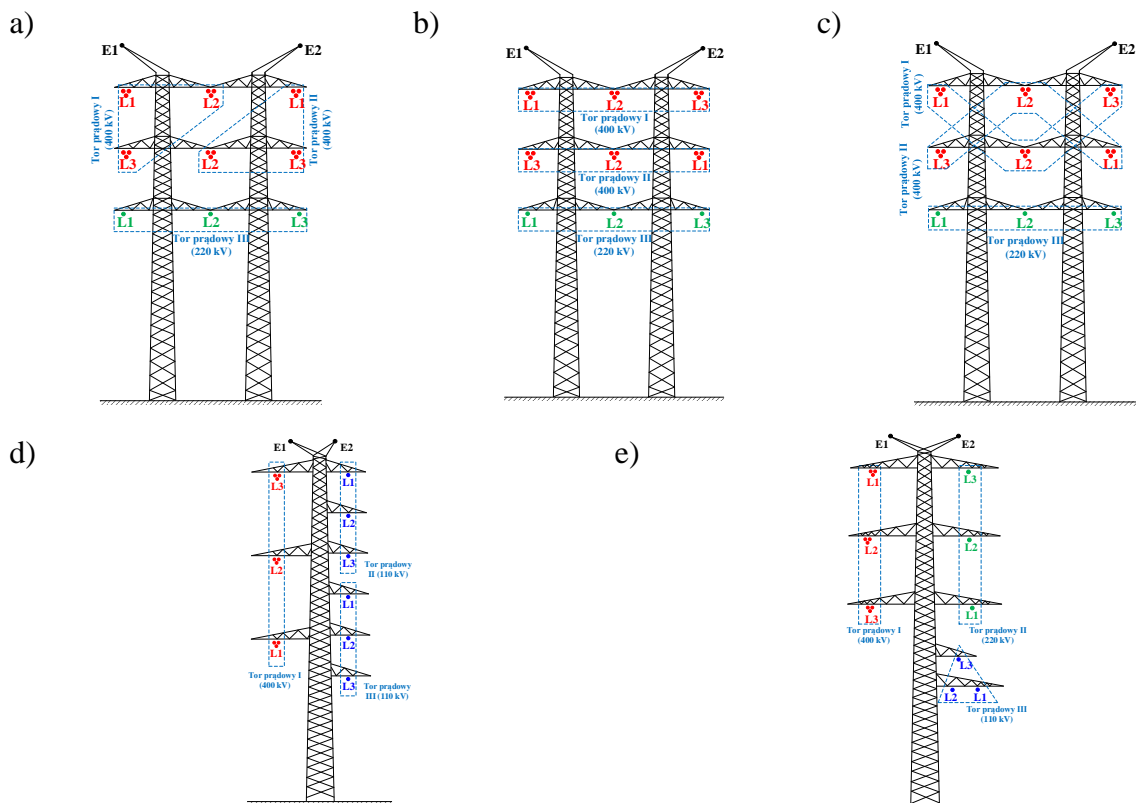 a)
E1
E2
L1
L2
L1
Tor prądowy I
(400 kV)
Tor prądowy II
(400 kV)
L3
L2
L3
L1
L2
L3
Tor prądowy III
(220 kV)
b)
E1
E2
L1
L2
L3
Tor prądowy I
(400 kV)
L3
L2
L1
Tor prądowy II
(400 kV)
L1
L2
L3
Tor prądowy III
(220 kV)
c)
E1
E2
Tor prądowy I
(400 kV)
L1
L2
L3
Tor prądowy II
(400 kV)
L3
L2
L1
L1
L2
L3
Tor prądowy III
(220 kV)
d)
E1
E2
L3
L1
L2
L2
L3
Tor prądowy
II (110 kV)
L1
L1
L2
Tor prądowy I
(400 kV)
L3
Tor prądowy
III (110 kV)
e)
E1
E2
L1
L3
L2
L2
L3
L1
Tor prądowy I
(400 kV)
Tor prądowy II
(220 kV)
L3
L2
L1
Tor prądowy III
(110 kV)